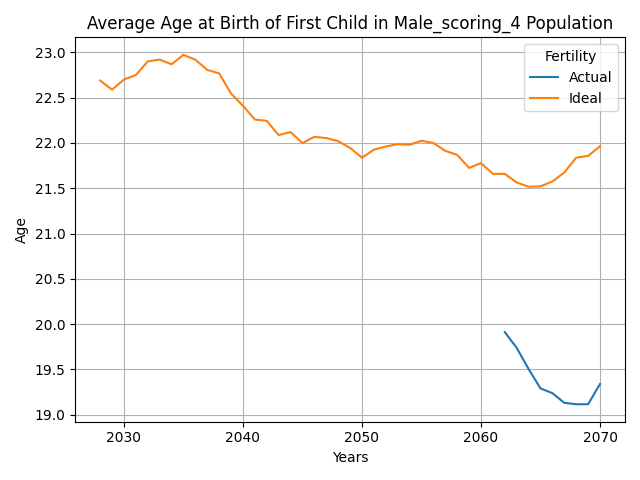 Average Age at Birth of First Child in Male_scoring_4 Population
Fertility
Actual
Ideal
23.0
22.5
22.0
21.5
21.0
20.5
20.0
19.5
19.0
Age
2030
2040
2050
2060
2070
Years